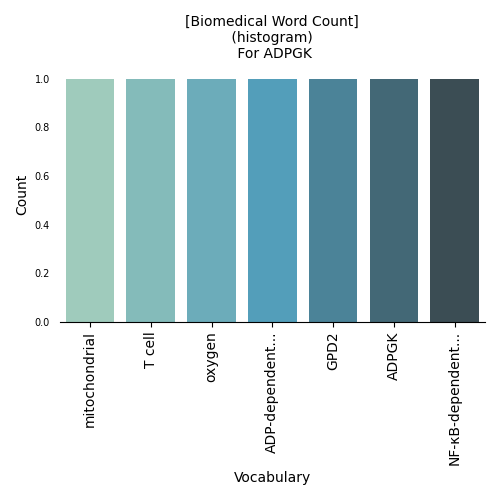 [Biomedical Word Count]
(histogram)
For ADPGK
Count
1.0
0.8
0.6
0.4
0.2
0.0
mitochondrial
T cell
oxygen
ADP-dependent...
GPD2
ADPGK
NF-κB-dependent...
Vocabulary